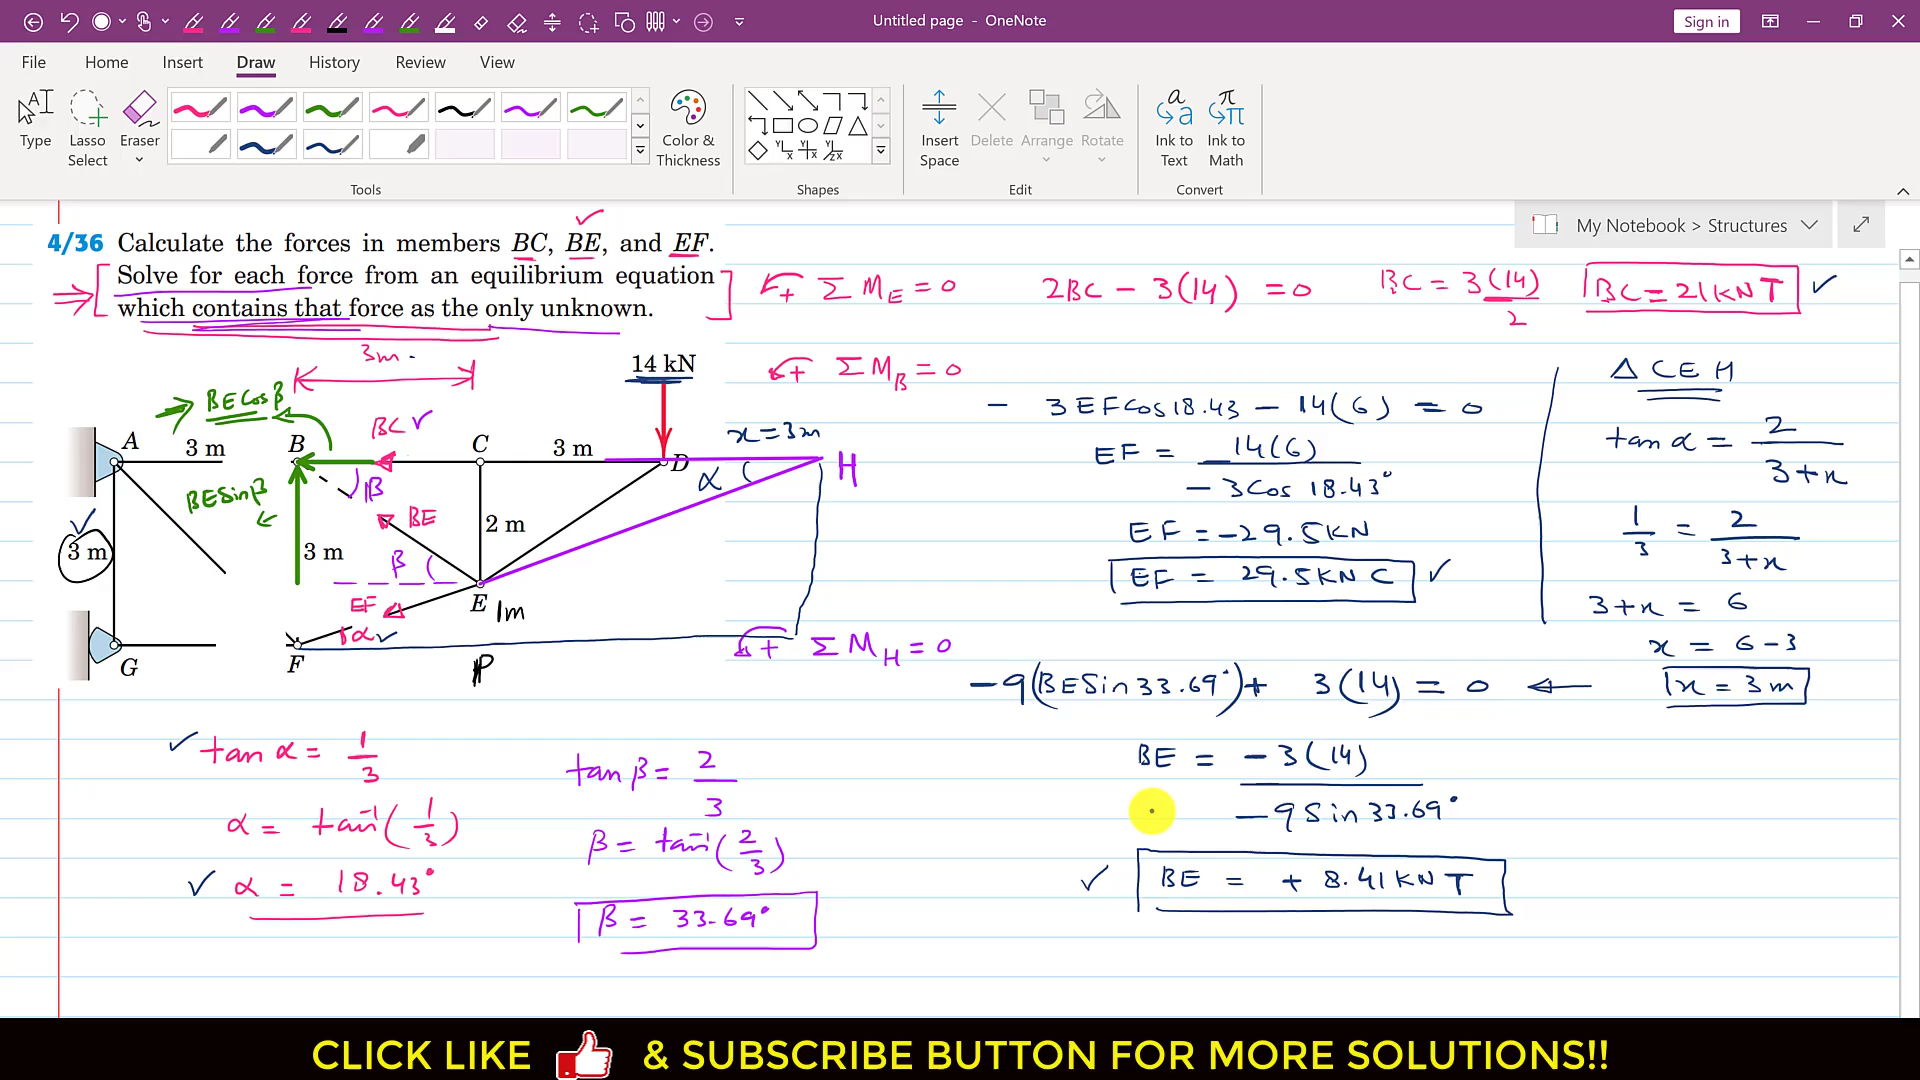 Untitled page - OneNote
Sign in
File Home Insert Draw History Review View
Type
Lasso Select
Eraser
Color & Thickness
Insert Space
Delete
Arrange
Rotate
Ink to Text
Ink to Math
Tools
Shapes
Edit
Convert
My Notebook > Structures
4/36 Calculate the forces in members BC, BE, and EF.
Solve for each force from an equilibrium equation
which contains that force as the only unknown.
+ ΣM_E = 0
2BC - 3(14) = 0
BC = 3(14)/2
BC = 21KN T ✓
3m.
14 kN
BECosβ
BC ✓
A
3 m
B
C
3 m
D
x=3m
H
α
β
BESinβ
BE
2 m
3 m
3 m
β
EF
E
1m
α ✓
G
F
P
+ ΣM_B = 0
- 3EFCos18.43 - 14(6) = 0
EF = 14(6)
- 3Cos 18.43°
EF = -29.5KN
EF = 29.5KN C ✓
Δ CEH
tan α = 2/(3+x)
1/3 = 2/(3+x)
3+x = 6
x = 6-3
x = 3m
+ ΣM_H = 0
-9(BESin33.69°)+ 3(14) = 0 ←
BE = -3(14)
-9Sin33.69°
✓ BE = + 8.41KN T
✓ tan α = 1/3
α = tan⁻¹(1/3)
✓ α = 18.43°
tan β = 2/3
β = tan⁻¹(2/3)
β = 33.69°
CLICK LIKE & SUBSCRIBE BUTTON FOR MORE SOLUTIONS!!